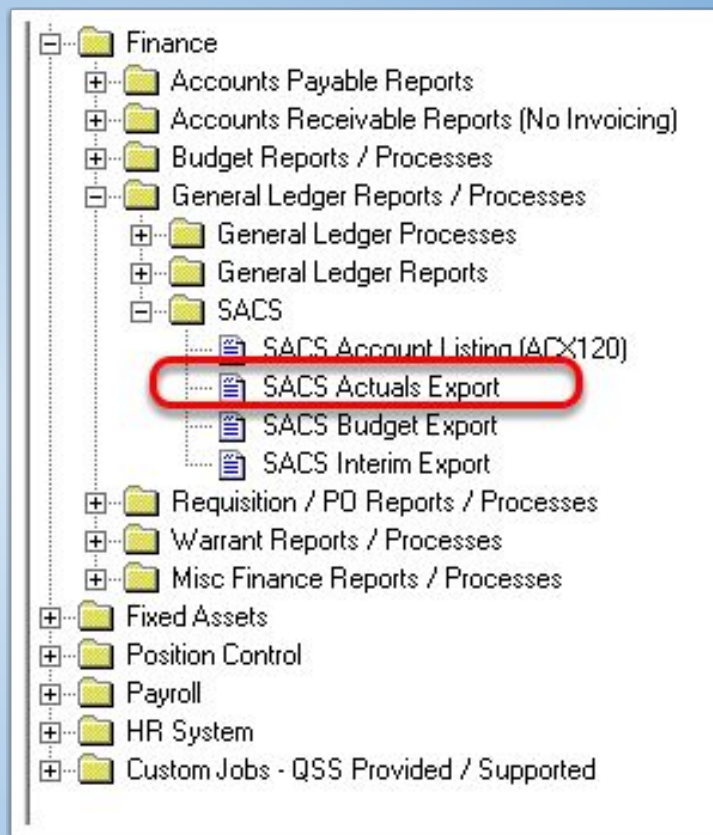 Finance
Accounts Payable Reports
Accounts Receivable Reports (No Invoicing)
Budget Reports / Processes
General Ledger Reports / Processes
General Ledger Processes
General Ledger Reports
SACS
SACS Account Listing (ACX120)
SACS Actuals Export
SACS Budget Export
SACS Interim Export
Requisition / PO Reports / Processes
Warrant Reports / Processes
Misc Finance Reports / Processes
Fixed Assets
Position Control
Payroll
HR System
Custom Jobs - QSS Provided / Supported